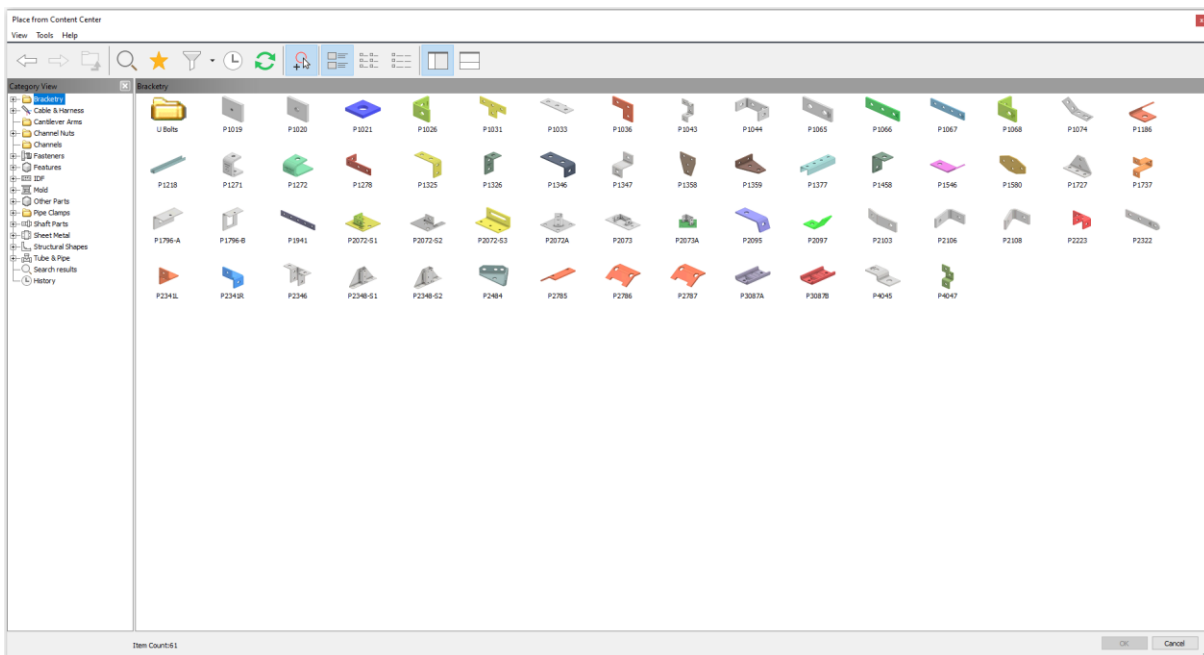 Place from Content Center
View Tools Help
Category View
Bracketry
Cable & Harness
Cantilever Arms
Channel Nuts
Channels
Fasteners
Features
IDF
Mold
Other Parts
Pipe Clamps
Shaft Parts
Sheet Metal
Structural Shapes
Tube & Pipe
Search results
History
Bracketry
U Bolts P1019 P1020 P1021 P1026 P1031 P1033 P1036 P1043 P1044 P1065 P1066 P1067 P1068 P1074 P1186
P1218 P1271 P1272 P1278 P1325 P1326 P1346 P1347 P1358 P1359 P1377 P1458 P1546 P1580 P1727 P1737
P1796-A P1796-B P1941 P2072-S1 P2072-S2 P2072-S3 P2072A P2073 P2073A P2095 P2097 P2103 P2106 P2108 P2223 P2322
P2341L P2341R P2346 P2348-S1 P2348-S2 P2484 P2785 P2786 P2787 P3087A P3087B P4045 P4047
Item Count:61
OK Cancel